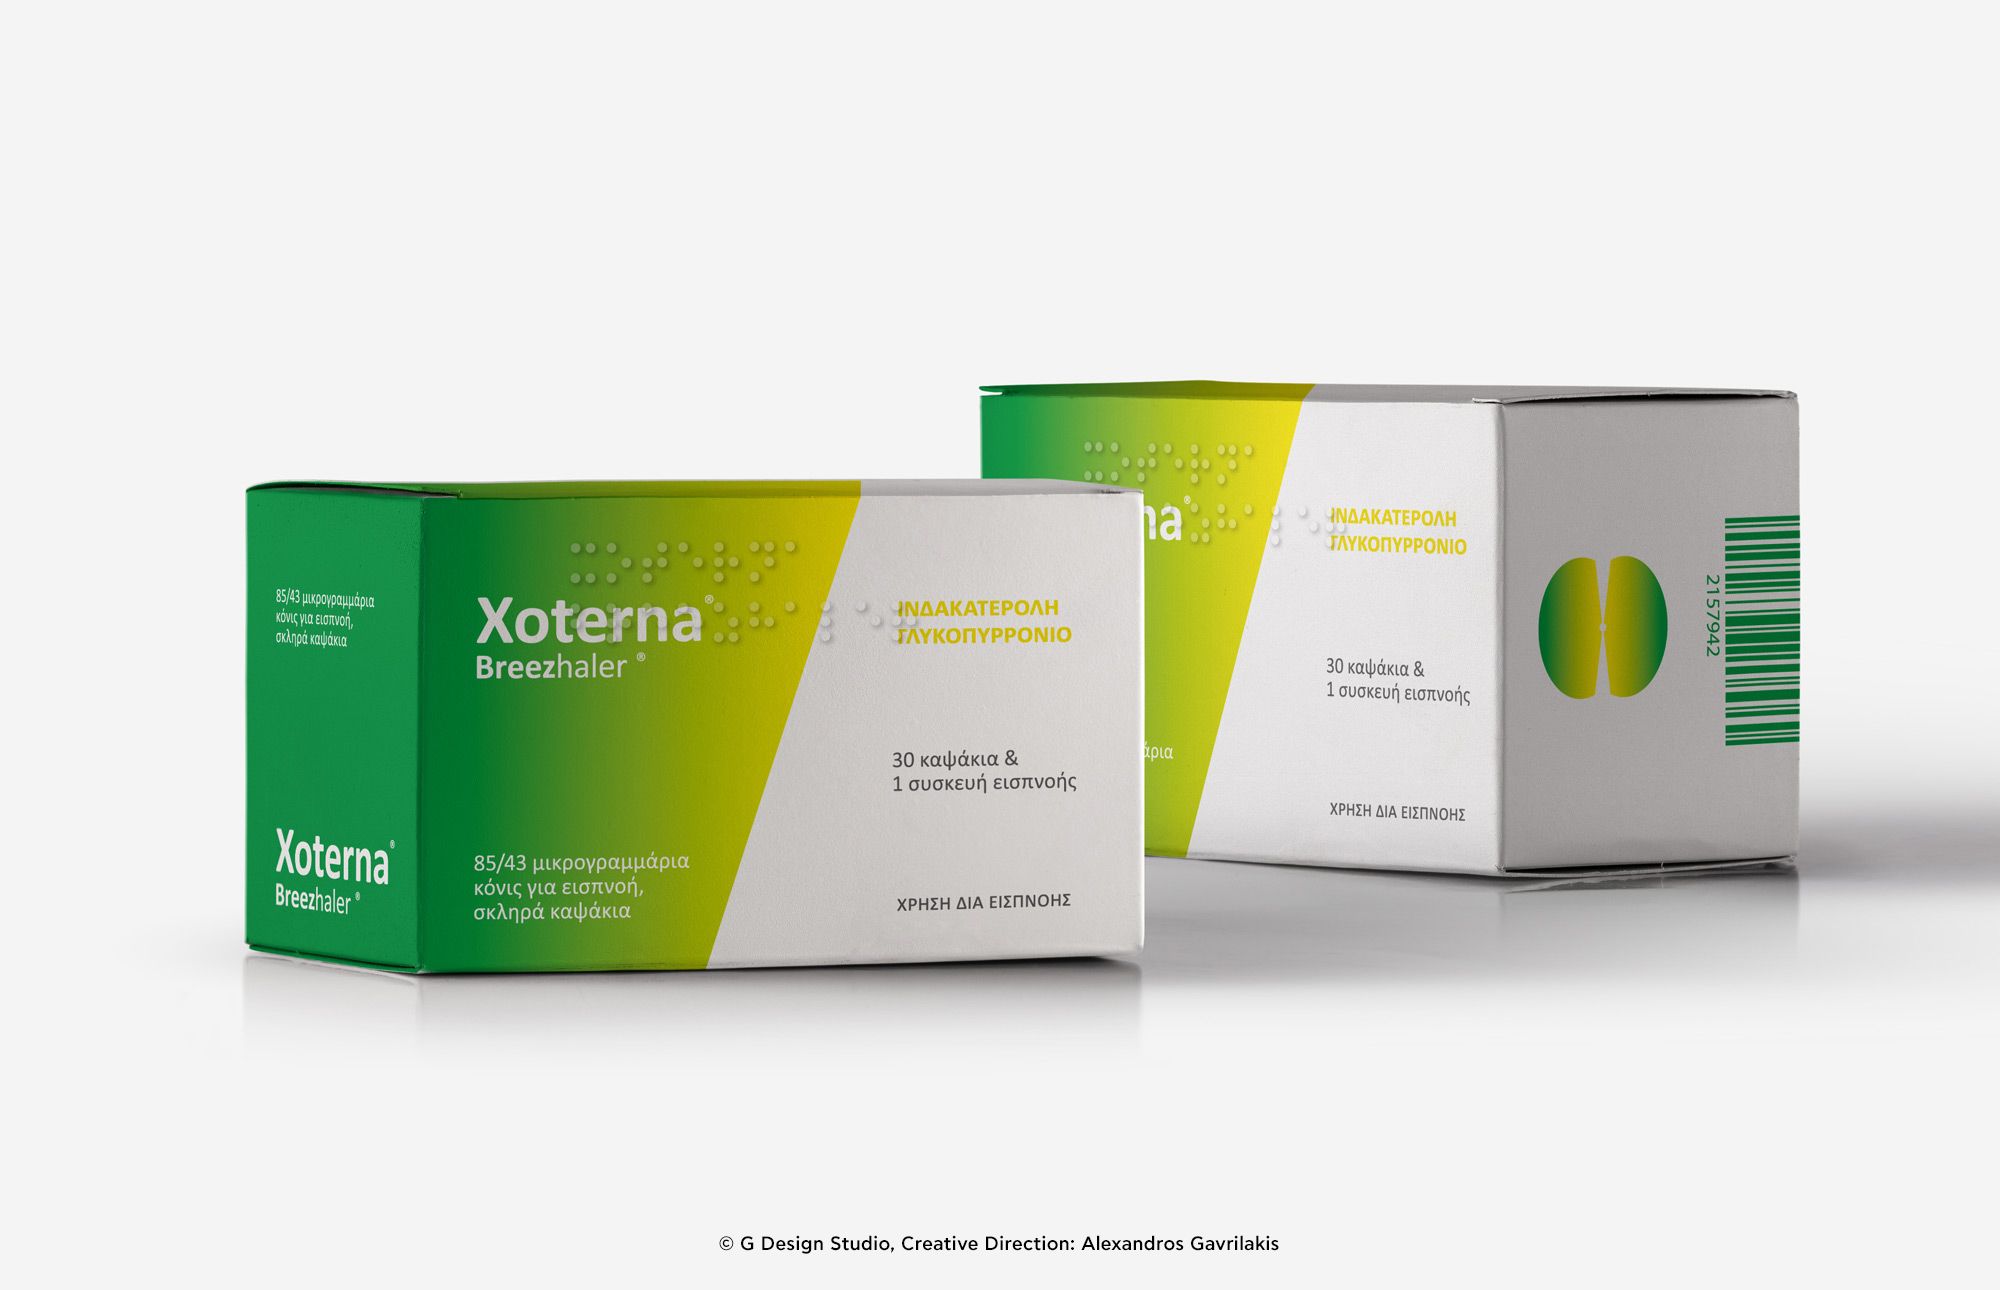 85/43 μικρογραμμάρια
κόνις για εισπνοή,
σκληρά καψάκια
Xoterna®
Breezhaler ®
Xoterna®
Breezhaler ®
85/43 μικρογραμμάρια
κόνις για εισπνοή,
σκληρά καψάκια
ΙΝΔΑΚΑΤΕΡΟΛΗ
ΓΛΥΚΟΠΥΡΡΟΝΙΟ
30 καψάκια &
1 συσκευή εισπνοής
ΧΡΗΣΗ ΔΙΑ ΕΙΣΠΝΟΗΣ
na®
άρια
ΙΝΔΑΚΑΤΕΡΟΛΗ
ΓΛΥΚΟΠΥΡΡΟΝΙΟ
30 καψάκια &
1 συσκευή εισπνοής
ΧΡΗΣΗ ΔΙΑ ΕΙΣΠΝΟΗΣ
2157942
© G Design Studio, Creative Direction: Alexandros Gavrilakis